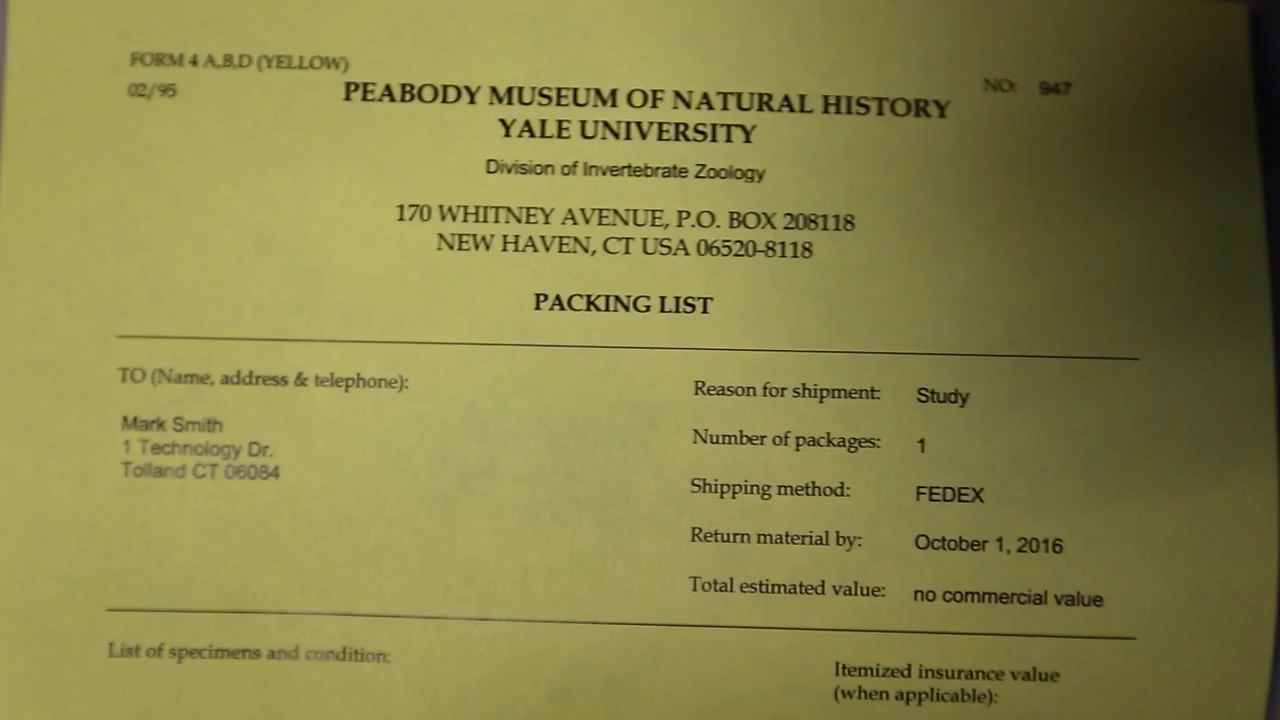 FORM 4 A,B,D (YELLOW)
02/95
NO: 947
PEABODY MUSEUM OF NATURAL HISTORY
YALE UNIVERSITY
Division of Invertebrate Zoology
170 WHITNEY AVENUE, P.O. BOX 208118
NEW HAVEN, CT USA 06520-8118
PACKING LIST
TO (Name, address & telephone):
Mark Smith
1 Technology Dr.
Tolland CT 06084
Reason for shipment: Study
Number of packages: 1
Shipping method: FEDEX
Return material by: October 1, 2016
Total estimated value: no commercial value
List of specimens and condition:
Itemized insurance value
(when applicable):